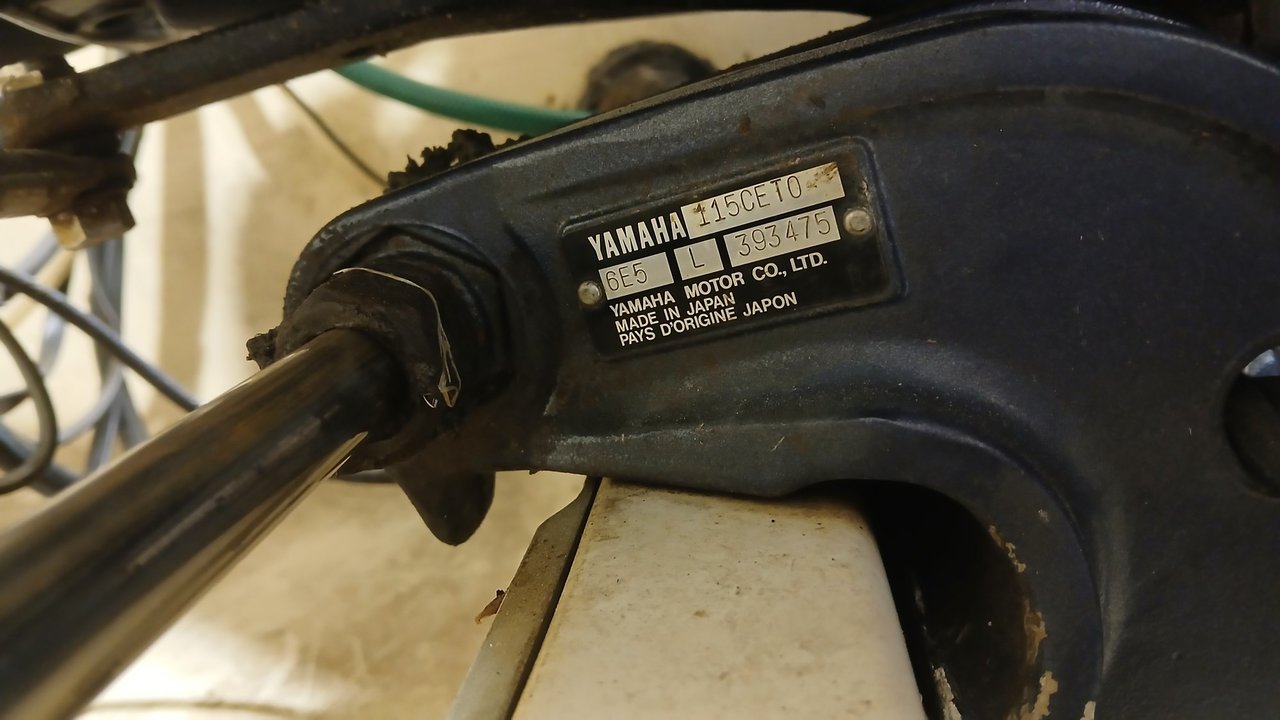 YAMAHA 115CETO
6E5 L 393475
YAMAHA MOTOR CO., LTD.
MADE IN JAPAN
PAYS D'ORIGINE JAPON